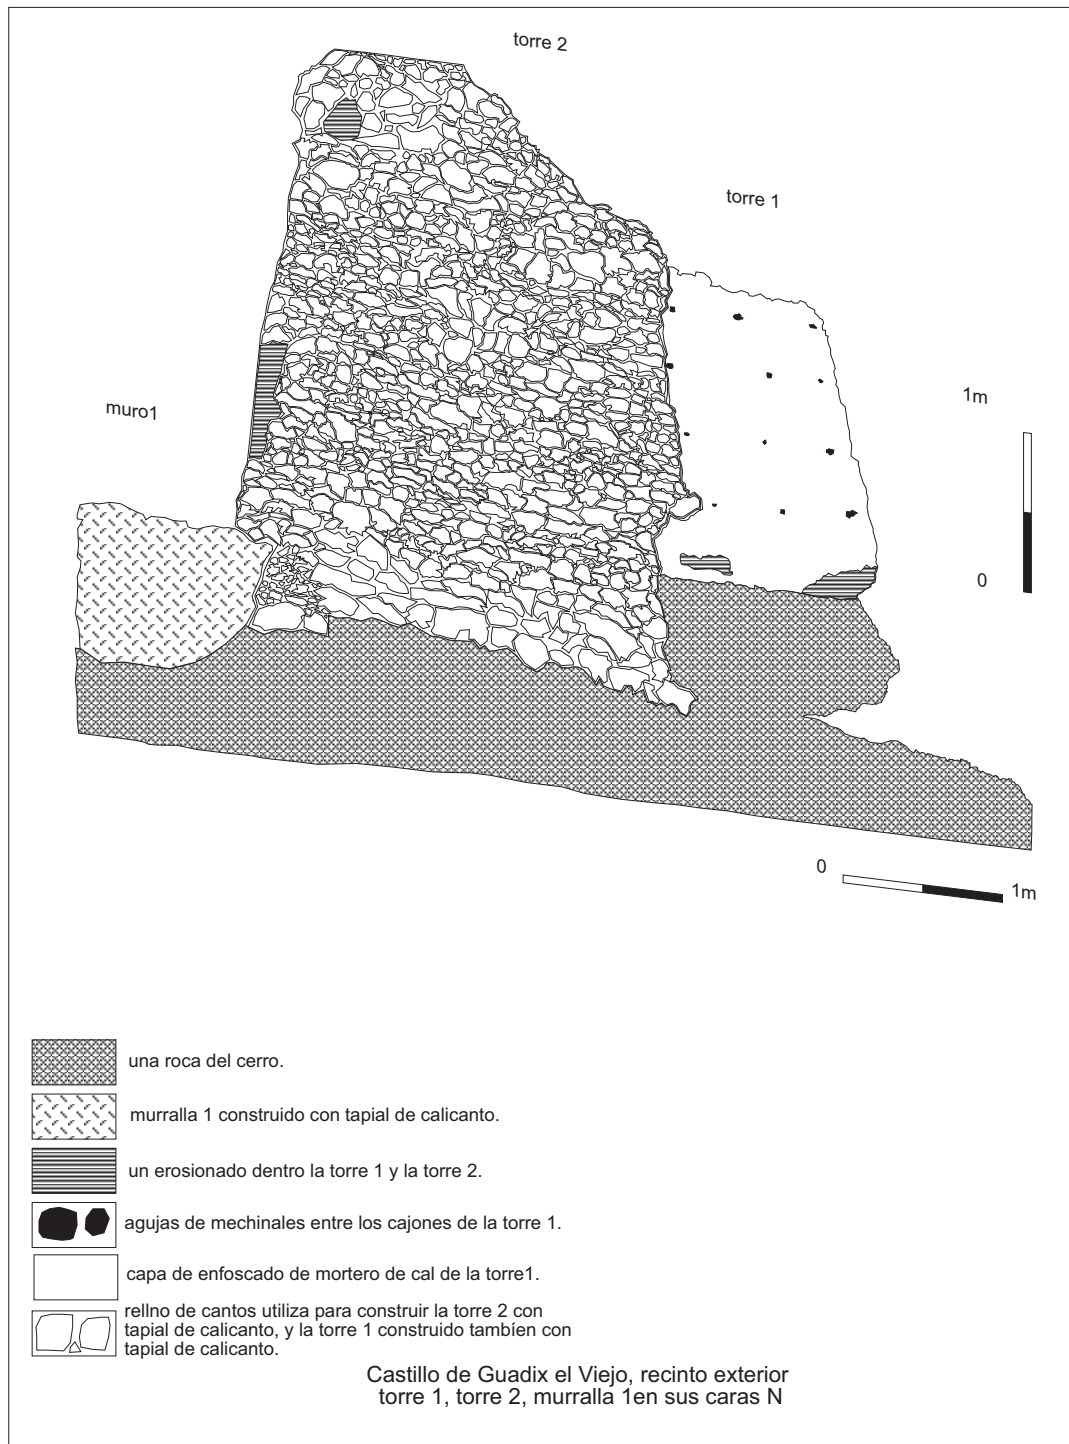 torre 2
torre 1
muro1
1m
0
0
1m
una roca del cerro.
murralla 1 construido con tapial de calicanto.
un erosionado dentro la torre 1 y la torre 2.
agujas de mechinales entre los cajones de la torre 1.
capa de enfoscado de mortero de cal de la torre1.
rellno de cantos utiliza para construir la torre 2 con
tapial de calicanto, y la torre 1 construido tambíen con
tapial de calicanto.
Castillo de Guadix el Viejo, recinto exterior
torre 1, torre 2, murralla 1en sus caras N